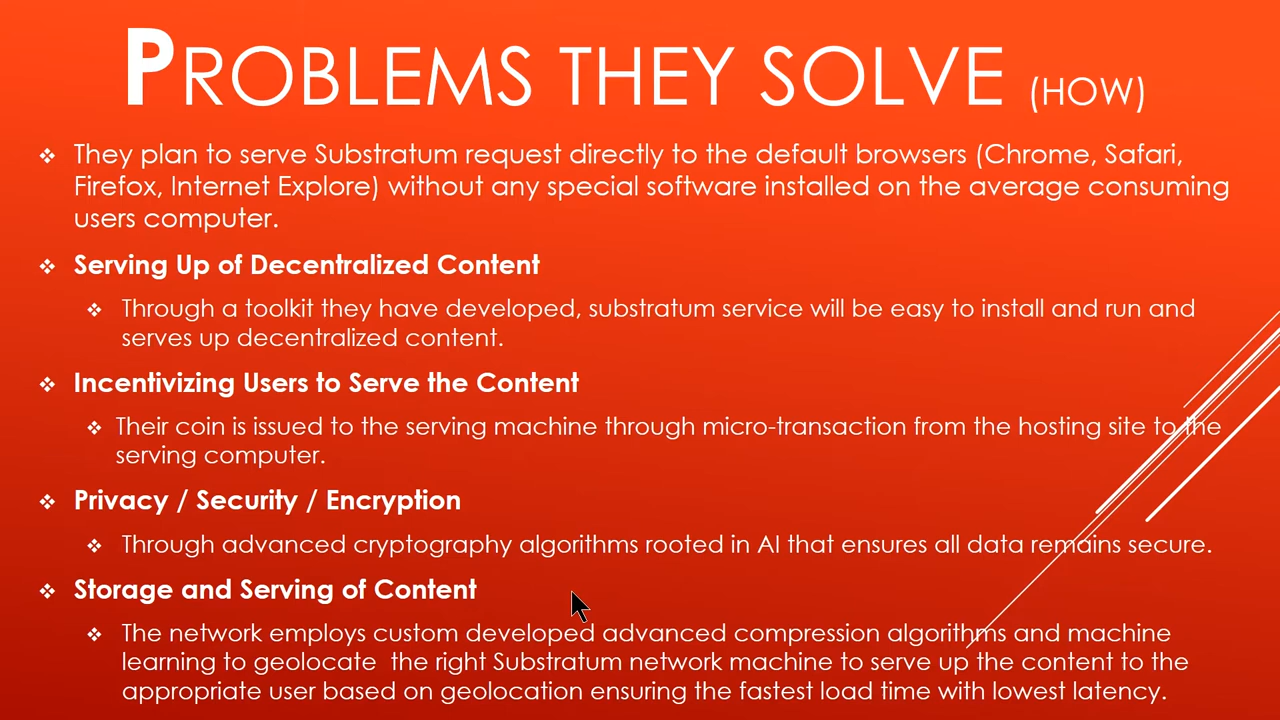 PROBLEMS THEY SOLVE (HOW)
They plan to serve Substratum request directly to the default browsers (Chrome, Safari,
Firefox, Internet Explore) without any special software installed on the average consuming
users computer.
Serving Up of Decentralized Content
Through a toolkit they have developed, substratum service will be easy to install and run and
serves up decentralized content.
Incentivizing Users to Serve the Content
Their coin is issued to the serving machine through micro-transaction from the hosting site to the
serving computer.
Privacy / Security / Encryption
Through advanced cryptography algorithms rooted in AI that ensures all data remains secure.
Storage and Serving of Content
The network employs custom developed advanced compression algorithms and machine
learning to geolocate  the right Substratum network machine to serve up the content to the
appropriate user based on geolocation ensuring the fastest load time with lowest latency.